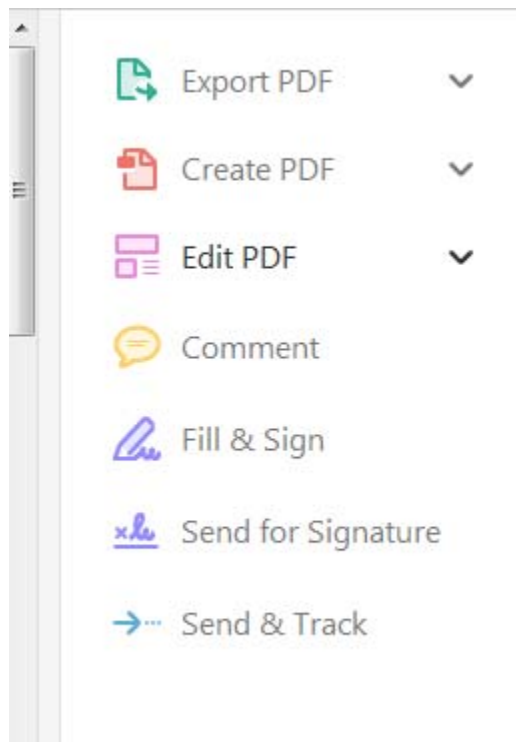 Export PDF
Create PDF
Edit PDF
Comment
Fill & Sign
Send for Signature
Send & Track